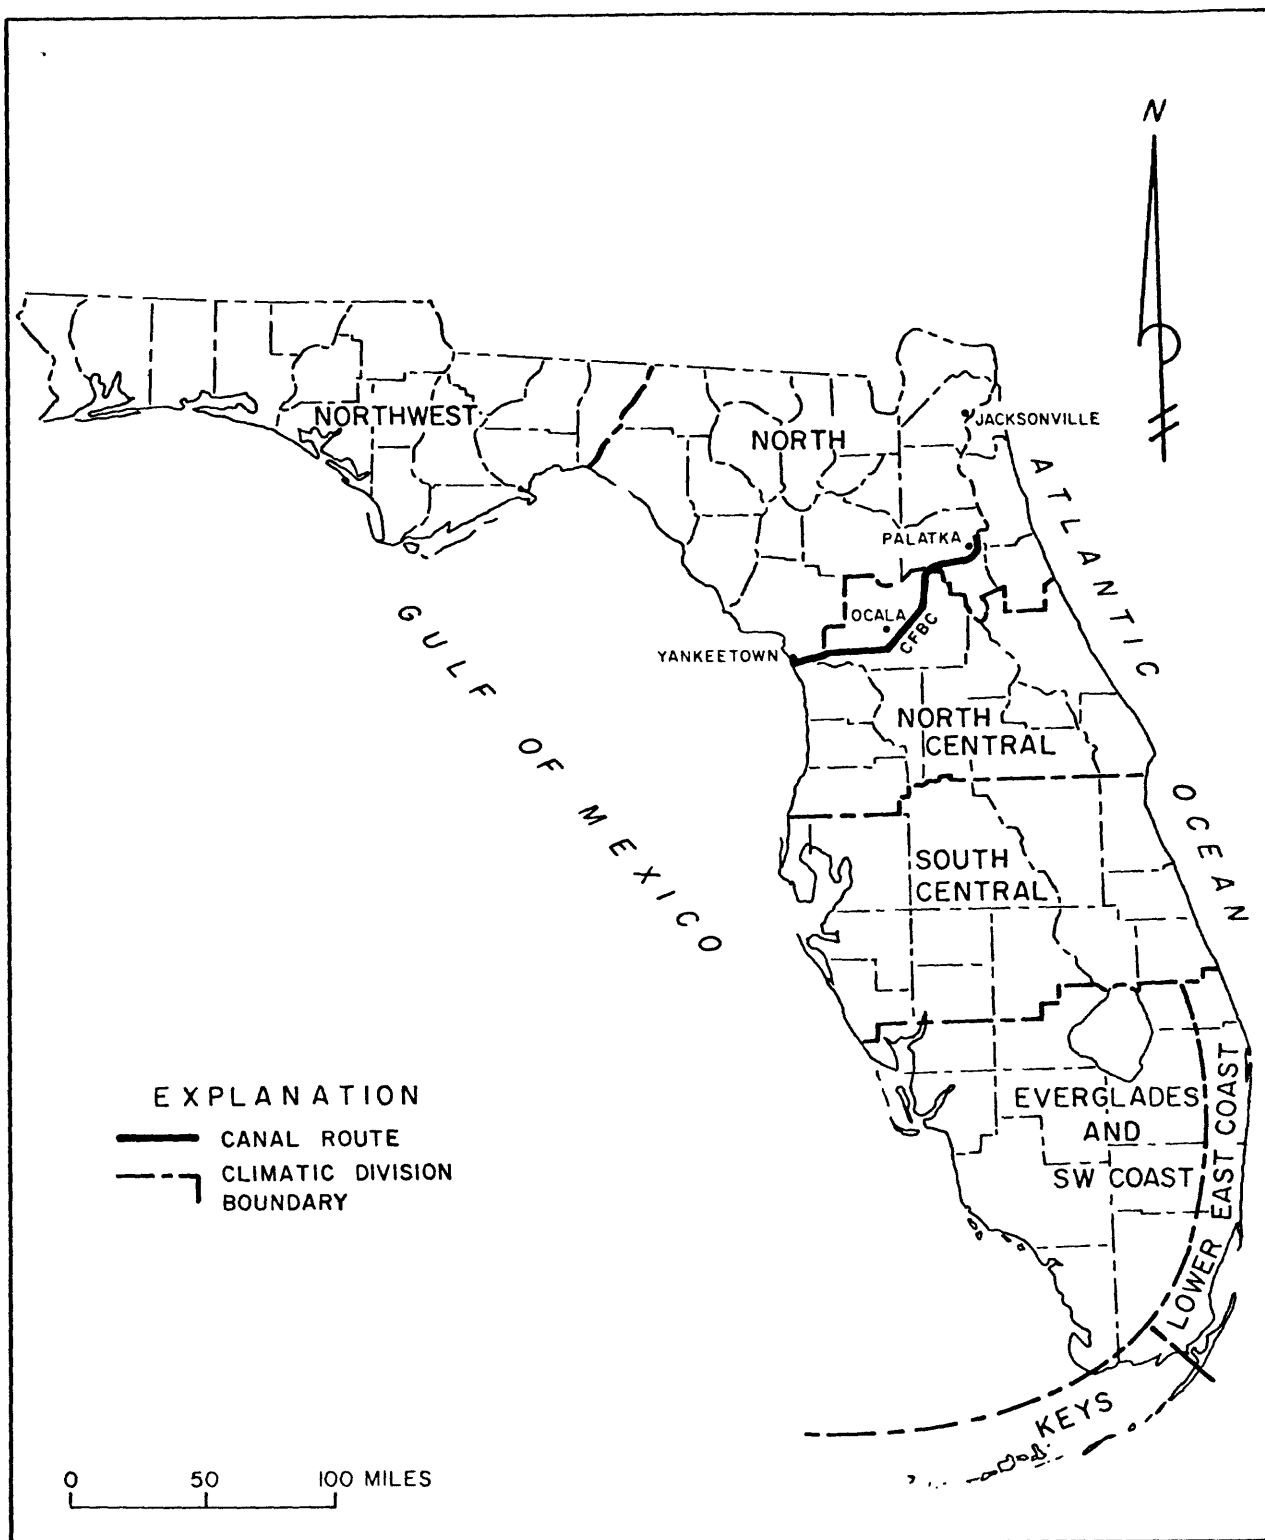 N
NORTHWEST
NORTH
JACKSONVILLE
PALATKA
OCALA
CFBC
YANKEETOWN
ATLANTIC OCEAN
GULF OF MEXICO
NORTH
CENTRAL
SOUTH
CENTRAL
EVERGLADES
AND
SW COAST
LOWER EAST COAST
KEYS
EXPLANATION
CANAL ROUTE
CLIMATIC DIVISION
BOUNDARY
0 50 100 MILES